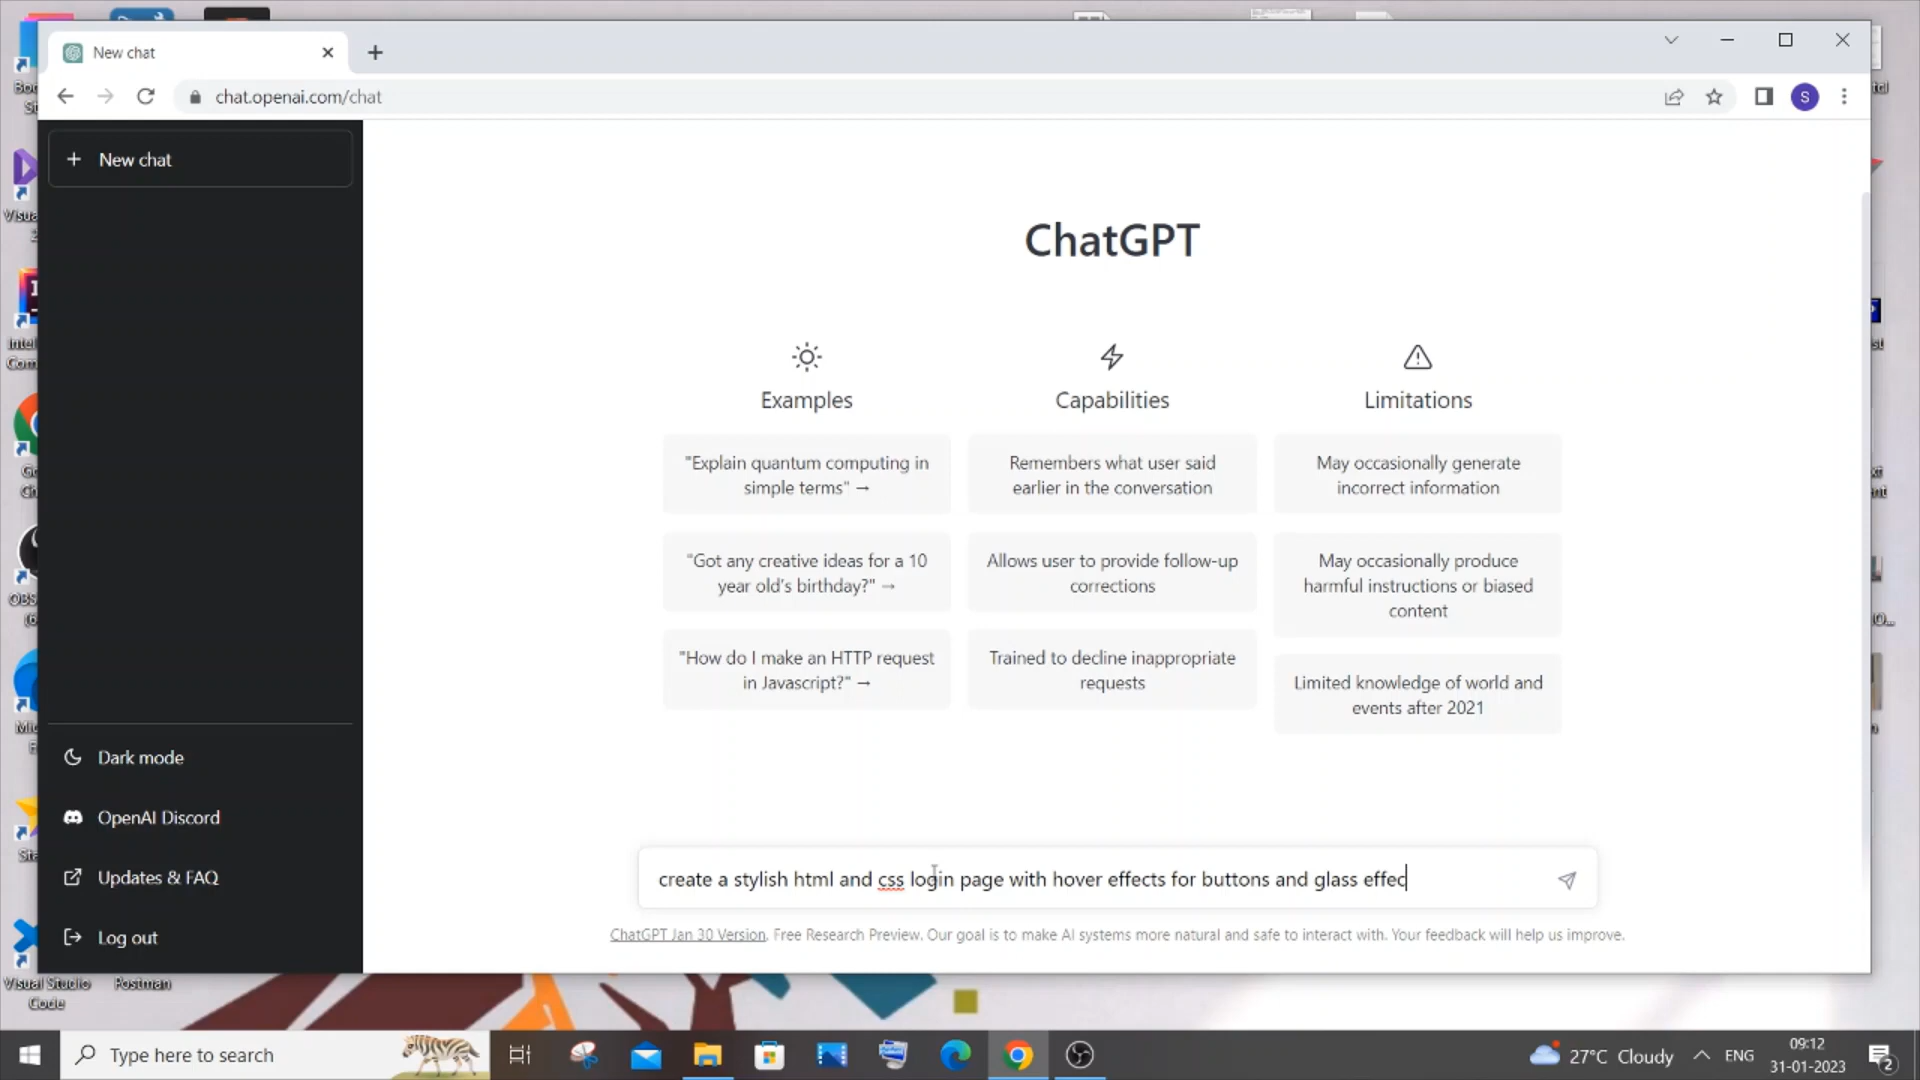 New chat
chat.openai.com/chat
S
New chat
ChatGPT
Examples
Capabilities
Limitations
"Explain quantum computing in
simple terms" →
Remembers what user said
earlier in the conversation
May occasionally generate
incorrect information
"Got any creative ideas for a 10
year old's birthday?" →
Allows user to provide follow-up
corrections
May occasionally produce
harmful instructions or biased
content
"How do I make an HTTP request
in Javascript?" →
Trained to decline inappropriate
requests
Limited knowledge of world and
events after 2021
Dark mode
OpenAI Discord
Updates & FAQ
Log out
create a stylish html and css login page with hover effects for buttons and glass effec
ChatGPT Jan 30 Version. Free Research Preview. Our goal is to make AI systems more natural and safe to interact with. Your feedback will help us improve.
Visual Studio
Code
Postman
Type here to search
27°C Cloudy
ENG
09:12
31-01-2023
2